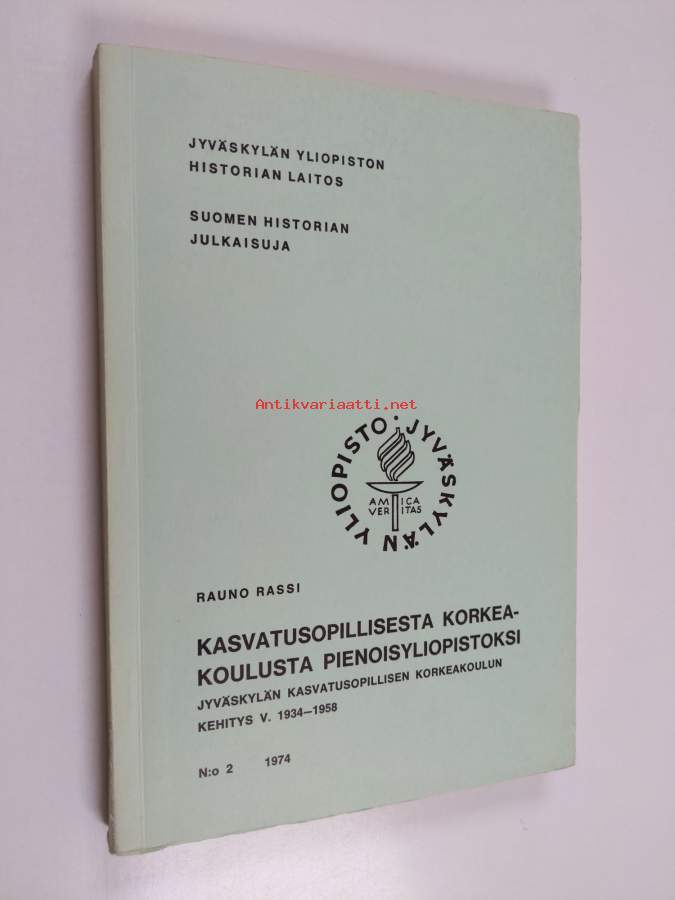 JYVÄSKYLÄN YLIOPISTON
HISTORIAN LAITOS
SUOMEN HISTORIAN
JULKAISUJA
Antikvariaatti.net
JYVÄSKYLÄN YLIOPISTO
AMICA
VERITAS
RAUNO RASSI
KASVATUSOPILLISESTA KORKEA-
KOULUSTA PIENOISYLIOPISTOKSI
JYVÄSKYLÄN KASVATUSOPILLISEN KORKEAKOULUN
KEHITYS V. 1934—1958
N:o 2 1974